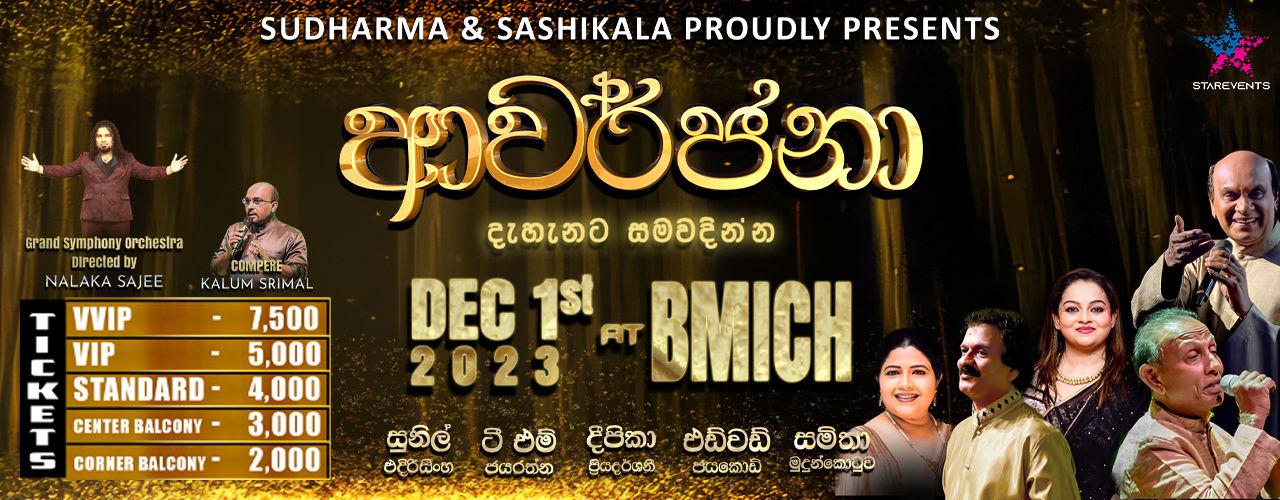 SUDHARMA & SASHIKALA PROUDLY PRESENTS
STAREVENTS
ආවර්ජනා
දැහැනට සමවදින්න
Grand Symphony Orchestra
Directed by
NALAKA SAJEE
COMPERE
KALUM SRIMAL
TICKETS
VVIP - 7,500
VIP - 5,000
STANDARD - 4,000
CENTER BALCONY - 3,000
CORNER BALCONY - 2,000
DEC 1st
2023
AT
BMICH
සුනිල්
එදිරිසිංහ
ටී එම්
ජයරත්න
දීපිකා
ප්‍රියදර්ශනී
එඩ්වඩ්
ජයකොඩි
සමිතා
මුදුන්කොටුව